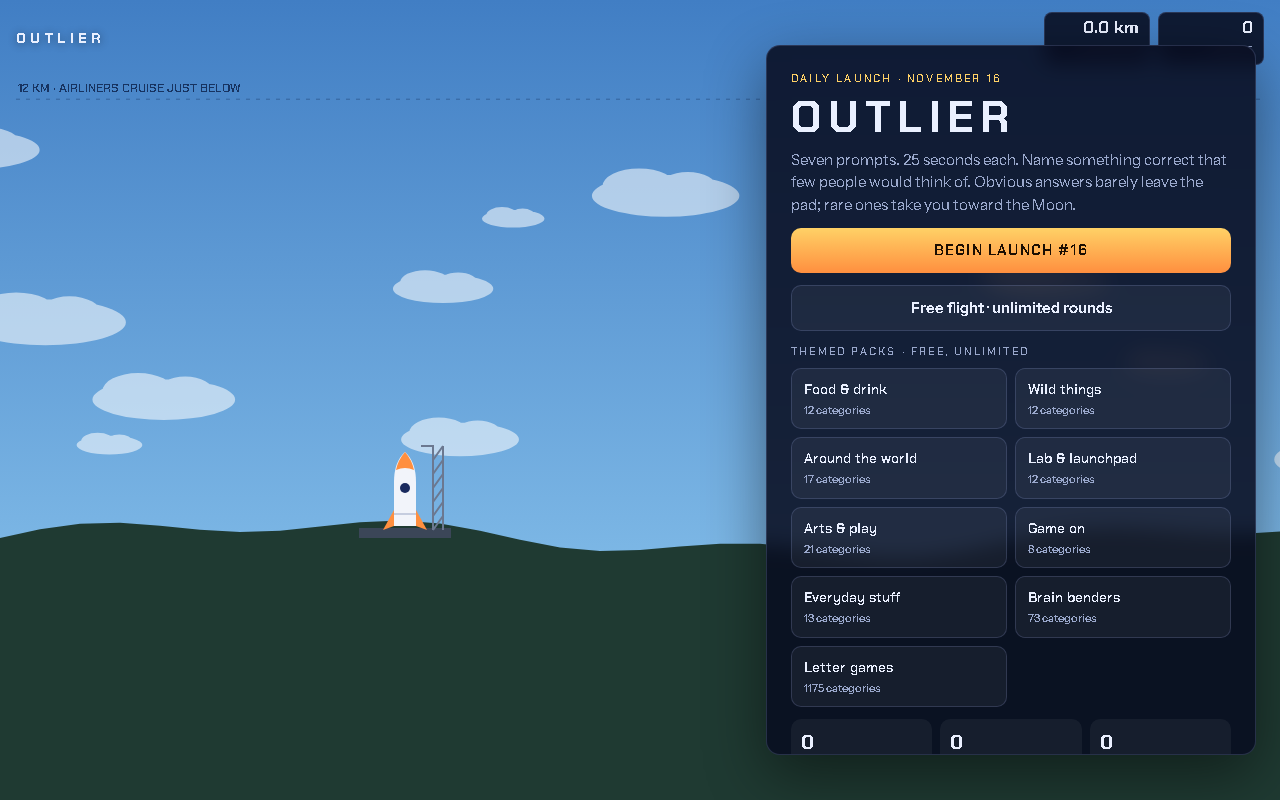 OUTLIER
0.0 km
0
12 KM · AIRLINERS CRUISE JUST BELOW
DAILY LAUNCH · NOVEMBER 16
OUTLIER
Seven prompts. 25 seconds each. Name something correct that
few people would think of. Obvious answers barely leave the
pad; rare ones take you toward the Moon.
BEGIN LAUNCH #16
Free flight · unlimited rounds
THEMED PACKS · FREE, UNLIMITED
Food & drink
12 categories
Wild things
12 categories
Around the world
17 categories
Lab & launchpad
12 categories
Arts & play
21 categories
Game on
8 categories
Everyday stuff
13 categories
Brain benders
73 categories
Letter games
1175 categories
0
0
0